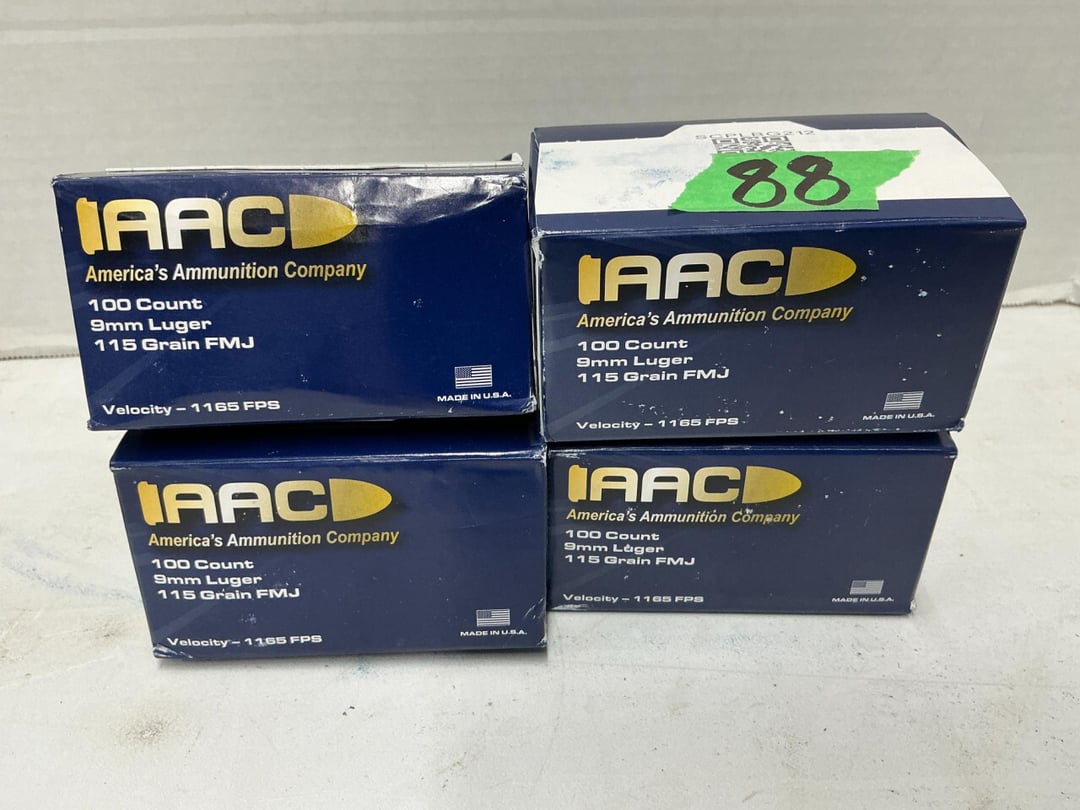 AAC
America's Ammunition Company
100 Count
9mm Luger
115 Grain FMJ
Velocity – 1165 FPS
MADE IN U.S.A.
88
AAC
America's Ammunition Company
100 Count
9mm Luger
115 Grain FMJ
Velocity – 1165 FPS
MADE IN U.S.A.
AAC
America's Ammunition Company
100 Count
9mm Luger
115 Grain FMJ
Velocity – 1165 FPS
MADE IN U.S.A.
AAC
America's Ammunition Company
100 Count
9mm Luger
115 Grain FMJ
Velocity – 1165 FPS
MADE IN U.S.A.